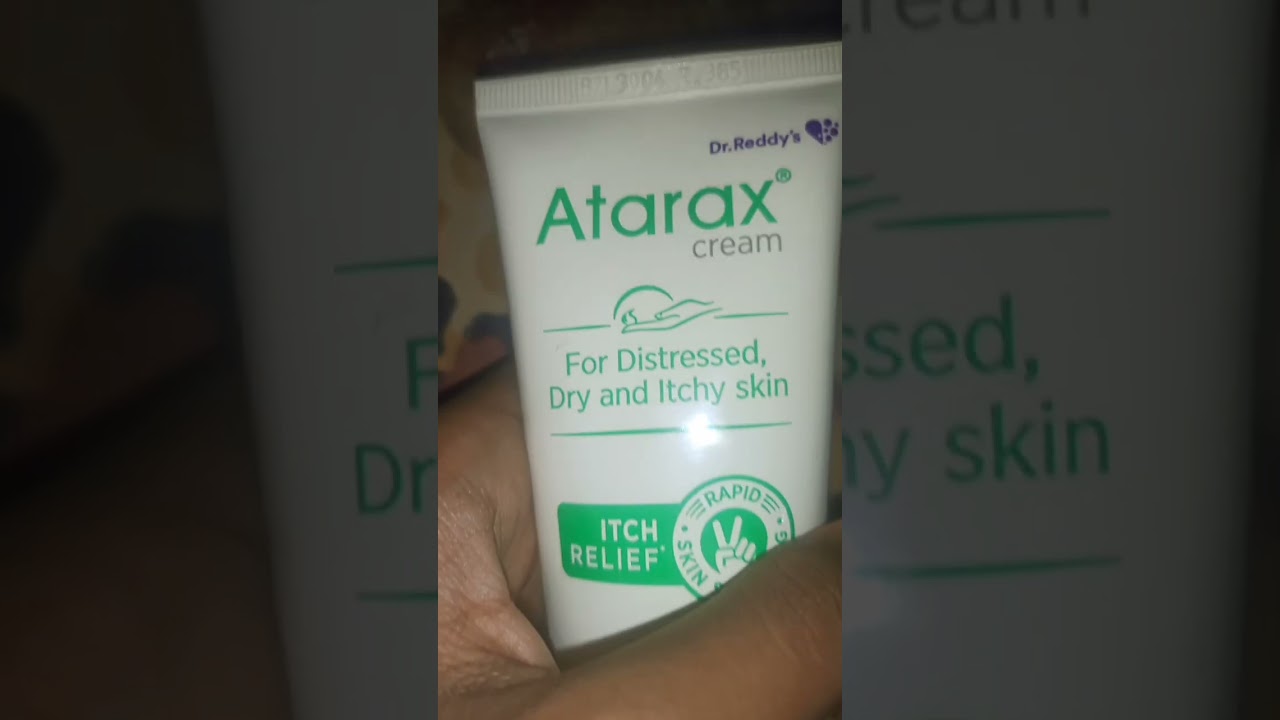 Dr.Reddy's
Atarax®
cream
For Distressed,
Dry and Itchy skin
ITCH
RELIEF*
RAPID
SKIN